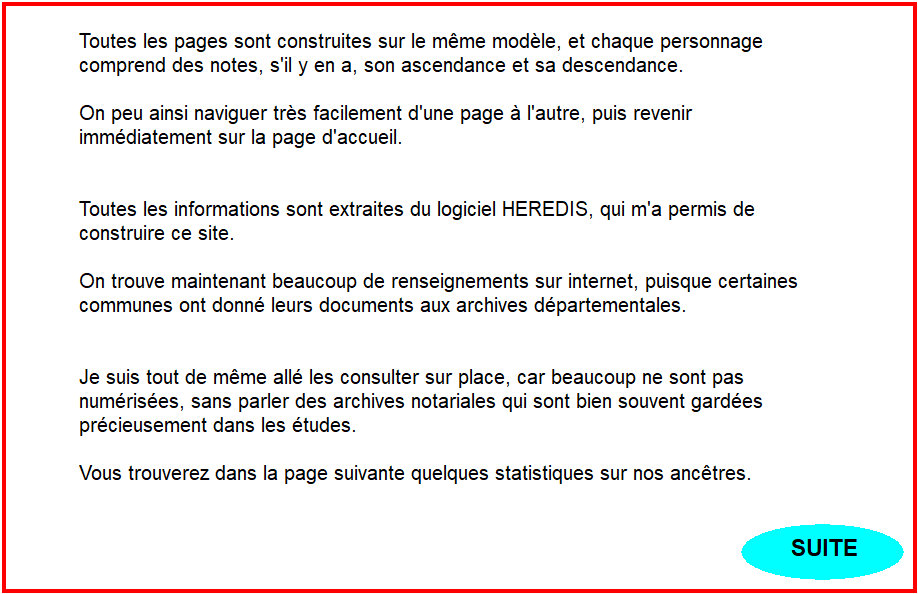 Toutes les pages sont construites sur le même modèle, et chaque personnage
comprend des notes, s'il y en a, son ascendance et sa descendance.
On peu ainsi naviguer très facilement d'une page à l'autre, puis revenir
immédiatement sur la page d'accueil.
Toutes les informations sont extraites du logiciel HEREDIS, qui m'a permis de
construire ce site.
On trouve maintenant beaucoup de renseignements sur internet, puisque certaines
communes ont donné leurs documents aux archives départementales.
Je suis tout de même allé les consulter sur place, car beaucoup ne sont pas
numérisées, sans parler des archives notariales qui sont bien souvent gardées
précieusement dans les études.
Vous trouverez dans la page suivante quelques statistiques sur nos ancêtres.
SUITE